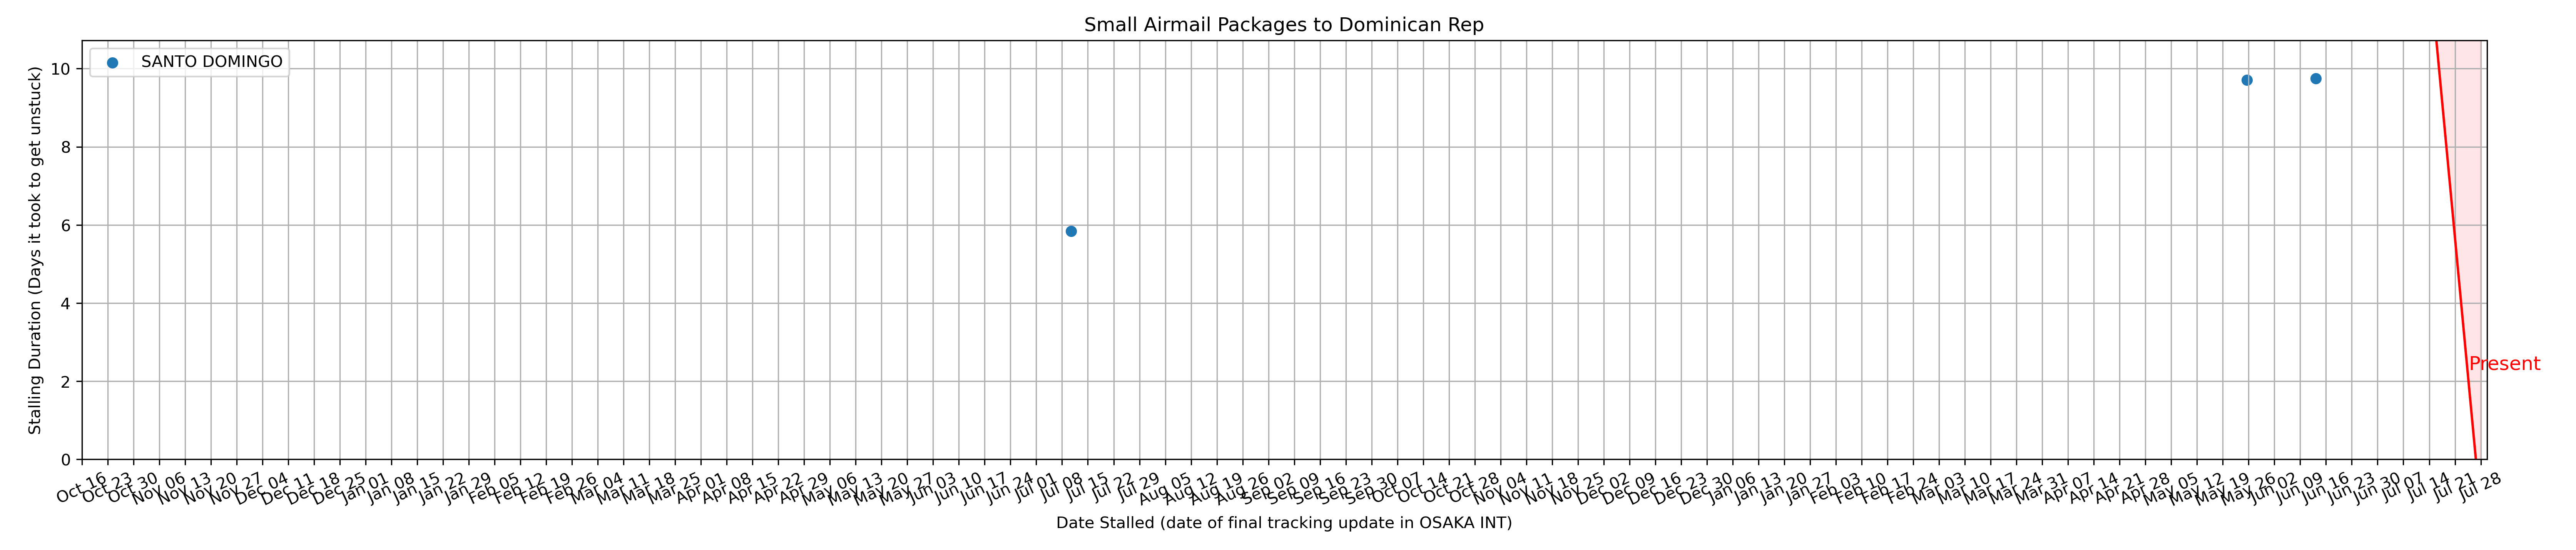 Small Airmail Packages to Dominican Rep
SANTO DOMINGO
Stalling Duration (Days it took to get unstuck)
10
8
6
4
2
0
Present
Oct 16 Oct 23 Oct 30 Nov 06 Nov 13 Nov 20 Nov 27 Dec 04 Dec 11 Dec 18 Dec 25 Jan 01 Jan 08 Jan 15 Jan 22 Jan 29 Feb 05 Feb 12 Feb 19 Feb 26 Mar 04 Mar 11 Mar 18 Mar 25 Apr 01 Apr 08 Apr 15 Apr 22 Apr 29 May 06 May 13 May 20 May 27 Jun 03 Jun 10 Jun 17 Jun 24 Jul 01 Jul 08 Jul 15 Jul 22 Jul 29 Aug 05 Aug 12 Aug 19 Aug 26 Sep 02 Sep 09 Sep 16 Sep 23 Sep 30 Oct 07 Oct 14 Oct 21 Oct 28 Nov 04 Nov 11 Nov 18 Nov 25 Dec 02 Dec 09 Dec 16 Dec 23 Dec 30 Jan 06 Jan 13 Jan 20 Jan 27 Feb 03 Feb 10 Feb 17 Feb 24 Mar 03 Mar 10 Mar 17 Mar 24 Mar 31 Apr 07 Apr 14 Apr 21 Apr 28 May 05 May 12 May 19 May 26 Jun 02 Jun 09 Jun 16 Jun 23 Jun 30 Jul 07 Jul 14 Jul 21 Jul 28
Date Stalled (date of final tracking update in OSAKA INT)